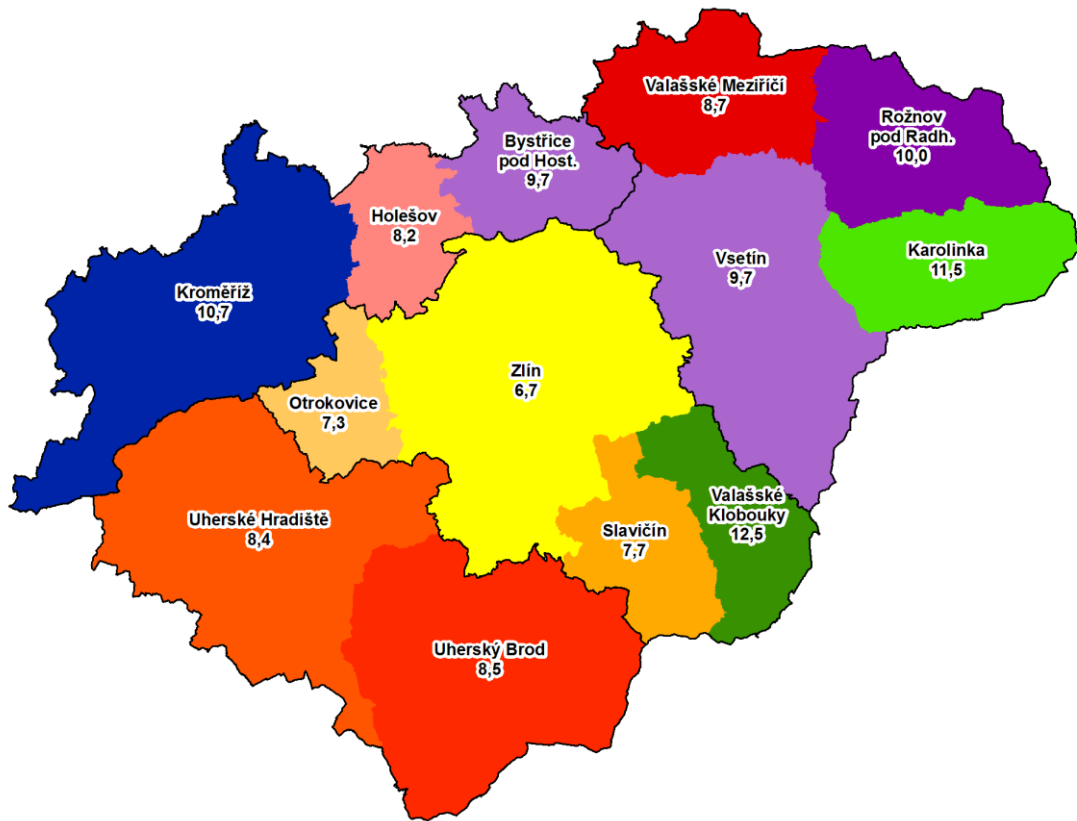 Valašské Meziříčí
8,7
Rožnov
pod Radh.
10,0
Bystřice
pod Host.
9,7
Holešov
8,2
Vsetín
9,7
Karolinka
11,5
Kroměříž
10,7
Zlín
6,7
Otrokovice
7,3
Valašské
Klobouky
12,5
Uherské Hradiště
8,4
Slavičín
7,7
Uherský Brod
8,5